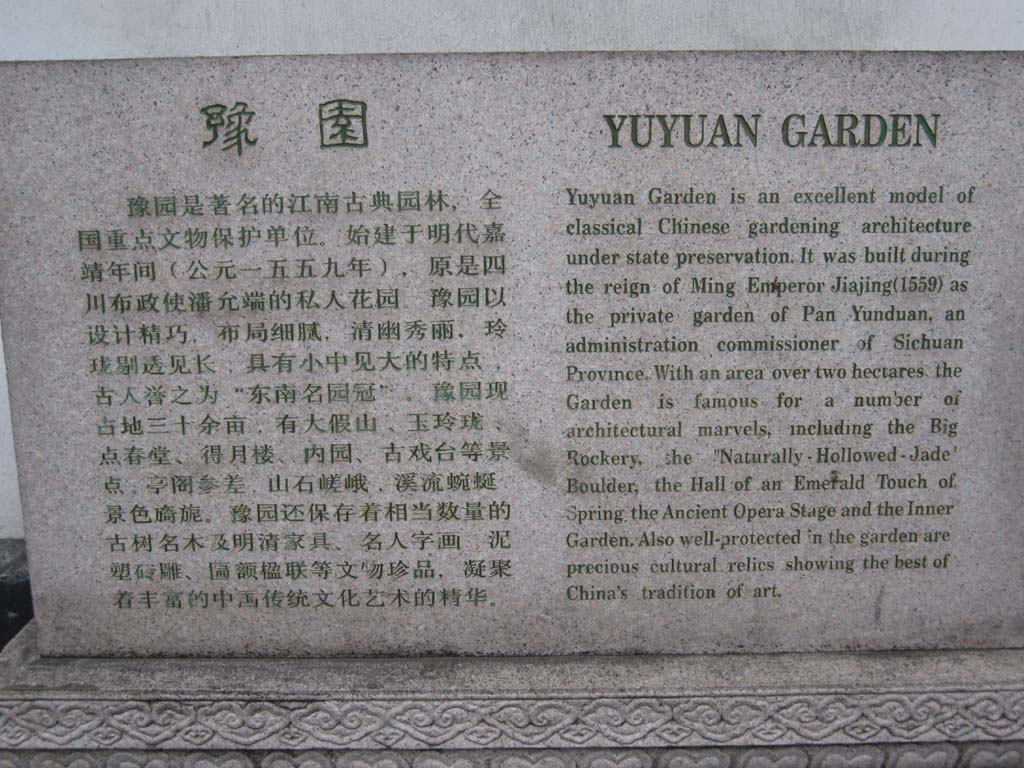 豫園
豫园是著名的江南古典园林，全
国重点文物保护单位。始建于明代嘉
靖年间（公元一五五九年），原是四
川布政使潘允端的私人花园 豫园以
设计精巧、布局细腻，清幽秀丽、玲
珑剔透见长，具有小中见大的特点，
古人誉之为“东南名园冠”。豫园现
占地三十余亩，有大假山、玉玲珑、
点春堂、得月楼、内园、古戏台等景
点，亭阁参差，山石嵯峨，溪流蜿蜒，
景色旖旎。豫园还保存着相当数量的
古树名木及明清家具、名人字画 泥
塑砖雕、匾额楹联等文物珍品，凝聚
着丰富的中国传统文化艺术的精华。
YUYUAN GARDEN
Yuyuan Garden is an excellent model of
classical Chinese gardening architecture
under state preservation. It was built during
the reign of Ming Emperor Jiajing(1559) as
the private garden of Pan Yunduan, an
administration commissioner of Sichuan
Province. With an area over two hectares the
Garden is famous for a number of
architectural marvels, including the Big
Rockery, the "Naturally-Hollowed-Jade'
Boulder, the Hall of an Emerald Touch of
Spring the Ancient Opera Stage and the Inner
Garden. Also well-protected in the garden are
precious cultural relics showing the best of
China's tradition of art.